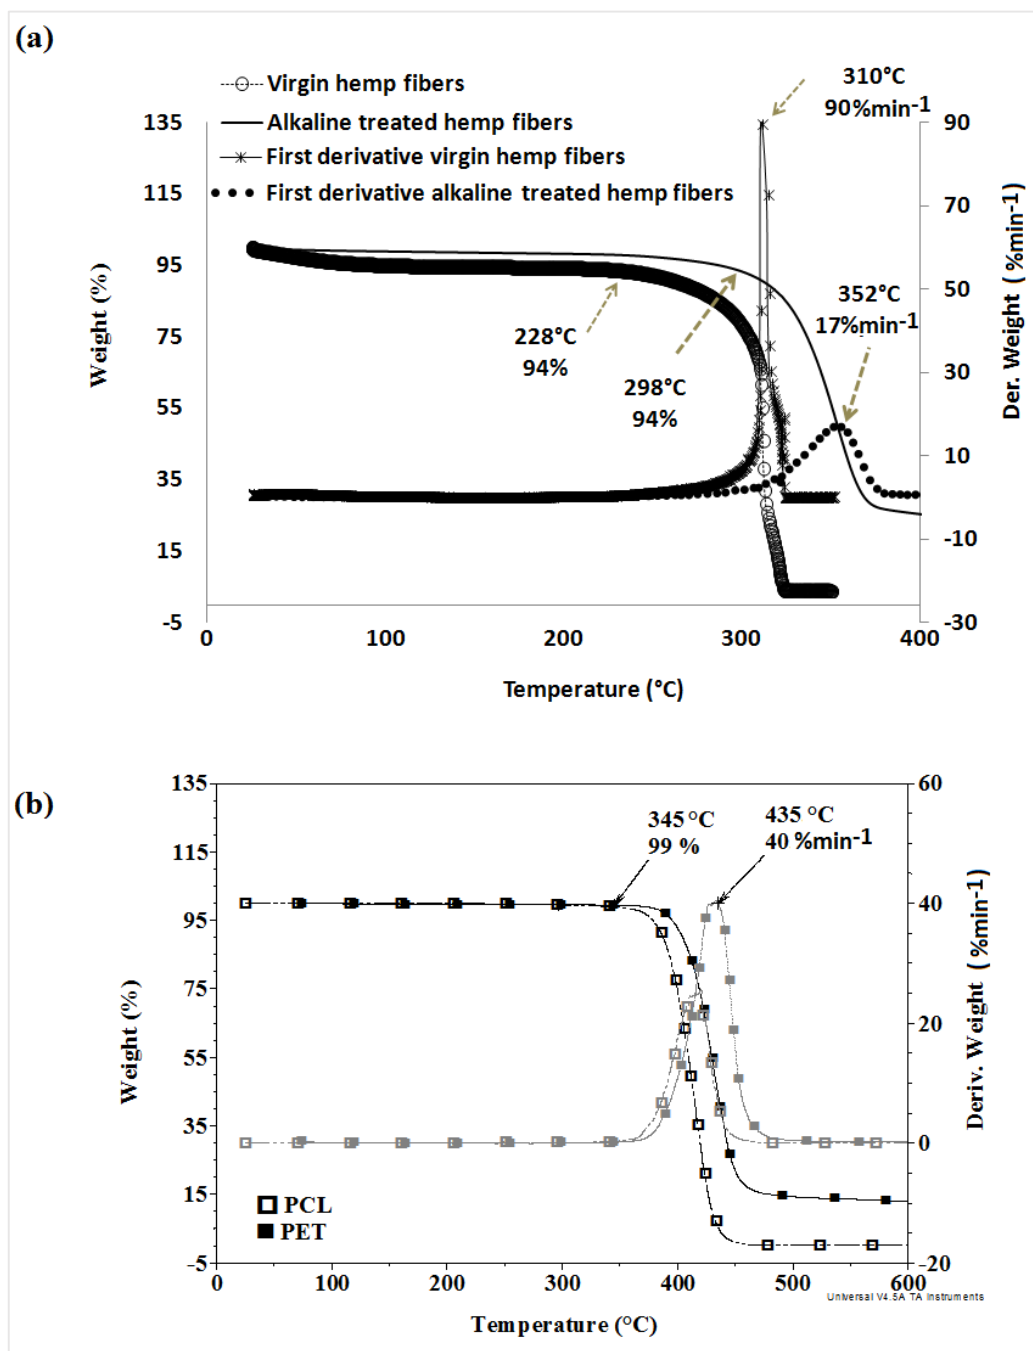 (a)
Virgin hemp fibers
Alkaline treated hemp fibers
First derivative virgin hemp fibers
First derivative alkaline treated hemp fibers
310°C
90%min-1
135
115
95
75
55
35
15
-5
Weight (%)
228°C
94%
298°C
94%
352°C
17%min-1
90
70
50
30
10
-10
-30
Der. Weight ( %min-1)
0
100
200
300
400
Temperature (°C)
(b)
135
115
95
75
55
35
15
-5
Weight (%)
345 °C
99 %
435 °C
40 %min-1
60
40
20
0
-20
Deriv. Weight ( %min-1)
PCL
PET
0
100
200
300
400
500
600
Universal V4.5A TA Instruments
Temperature (°C)